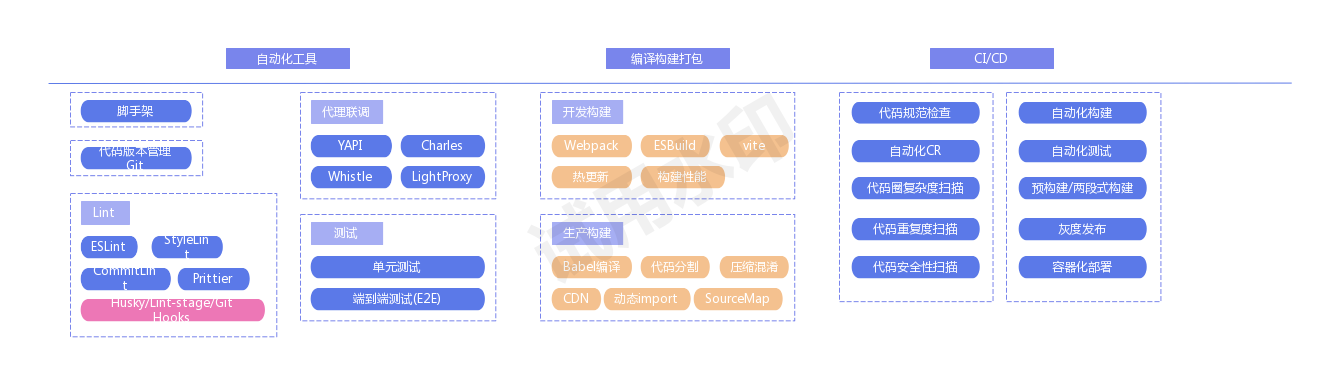 自动化工具
编译构建打包
CI/CD
脚手架
代码版本管理
Git
Lint
ESLint
StyleLin
t
CommitLin
t
Prittier
Husky/Lint-stage/Git
Hooks
代理联调
YAPI
Charles
Whistle
LightProxy
测试
单元测试
端到端测试(E2E)
开发构建
Webpack
ESBuild
vite
热更新
构建性能
生产构建
Babel编译
代码分割
压缩混淆
CDN
动态import
SourceMap
代码规范检查
自动化CR
代码圈复杂度扫描
代码重复度扫描
代码安全性扫描
自动化构建
自动化测试
预构建/两段式构建
灰度发布
容器化部署
试用水印